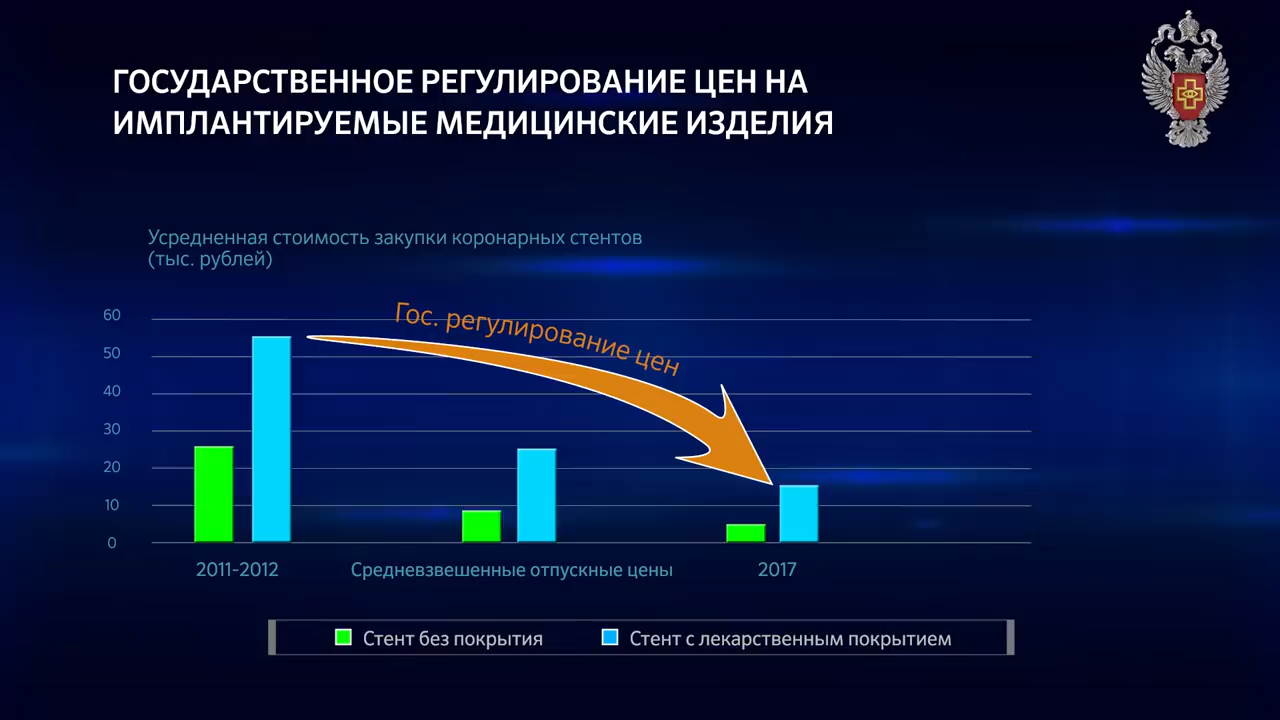 ГОСУДАРСТВЕННОЕ РЕГУЛИРОВАНИЕ ЦЕН НА
ИМПЛАНТИРУЕМЫЕ МЕДИЦИНСКИЕ ИЗДЕЛИЯ
Усредненная стоимость закупки коронарных стентов
(тыс. рублей)
Гос. регулирование цен
60
50
40
30
20
10
0
2011-2012
Средневзвешенные отпускные цены
2017
Стент без покрытия
Стент с лекарственным покрытием